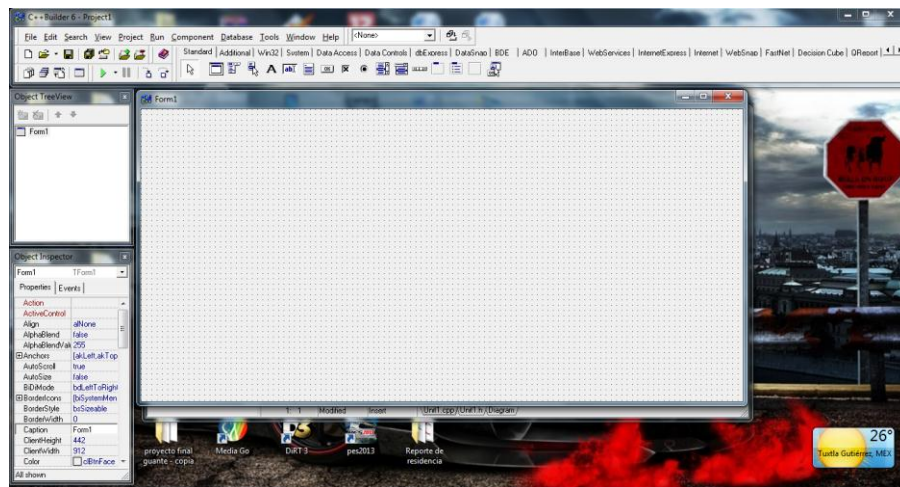 C++Builder 6 - Project1
File Edit Search View Project Run Component Database Tools Window Help <None>
Standard Additional Win32 System Data Access Data Controls dbExpress DataSnap BDE ADO InterBase WebServices InternetExpress Internet WebSnap FastNet Decision Cube QReport
Object TreeView
Form1
Form1
Object Inspector
Form1 TForm1
Properties Events
Action
ActiveControl
Align alNone
AlphaBlend false
AlphaBlendVal 255
Anchors [akLeft,akTop
AutoScroll true
AutoSize false
BiDiMode bdLeftToRight
BorderIcons [biSystemMen
BorderStyle bsSizeable
BorderWidth 0
Caption Form1
ClientHeight 442
ClientWidth 912
Color clBtnFace
All shown
1: 1 Modified Insert Unit1.cpp Unit1.h Diagram
proyecto final guante - copia
Media Go
DiRT 3
pes2013
Reporte de residencia
26°
Tuxtla Gutiérrez, MEX